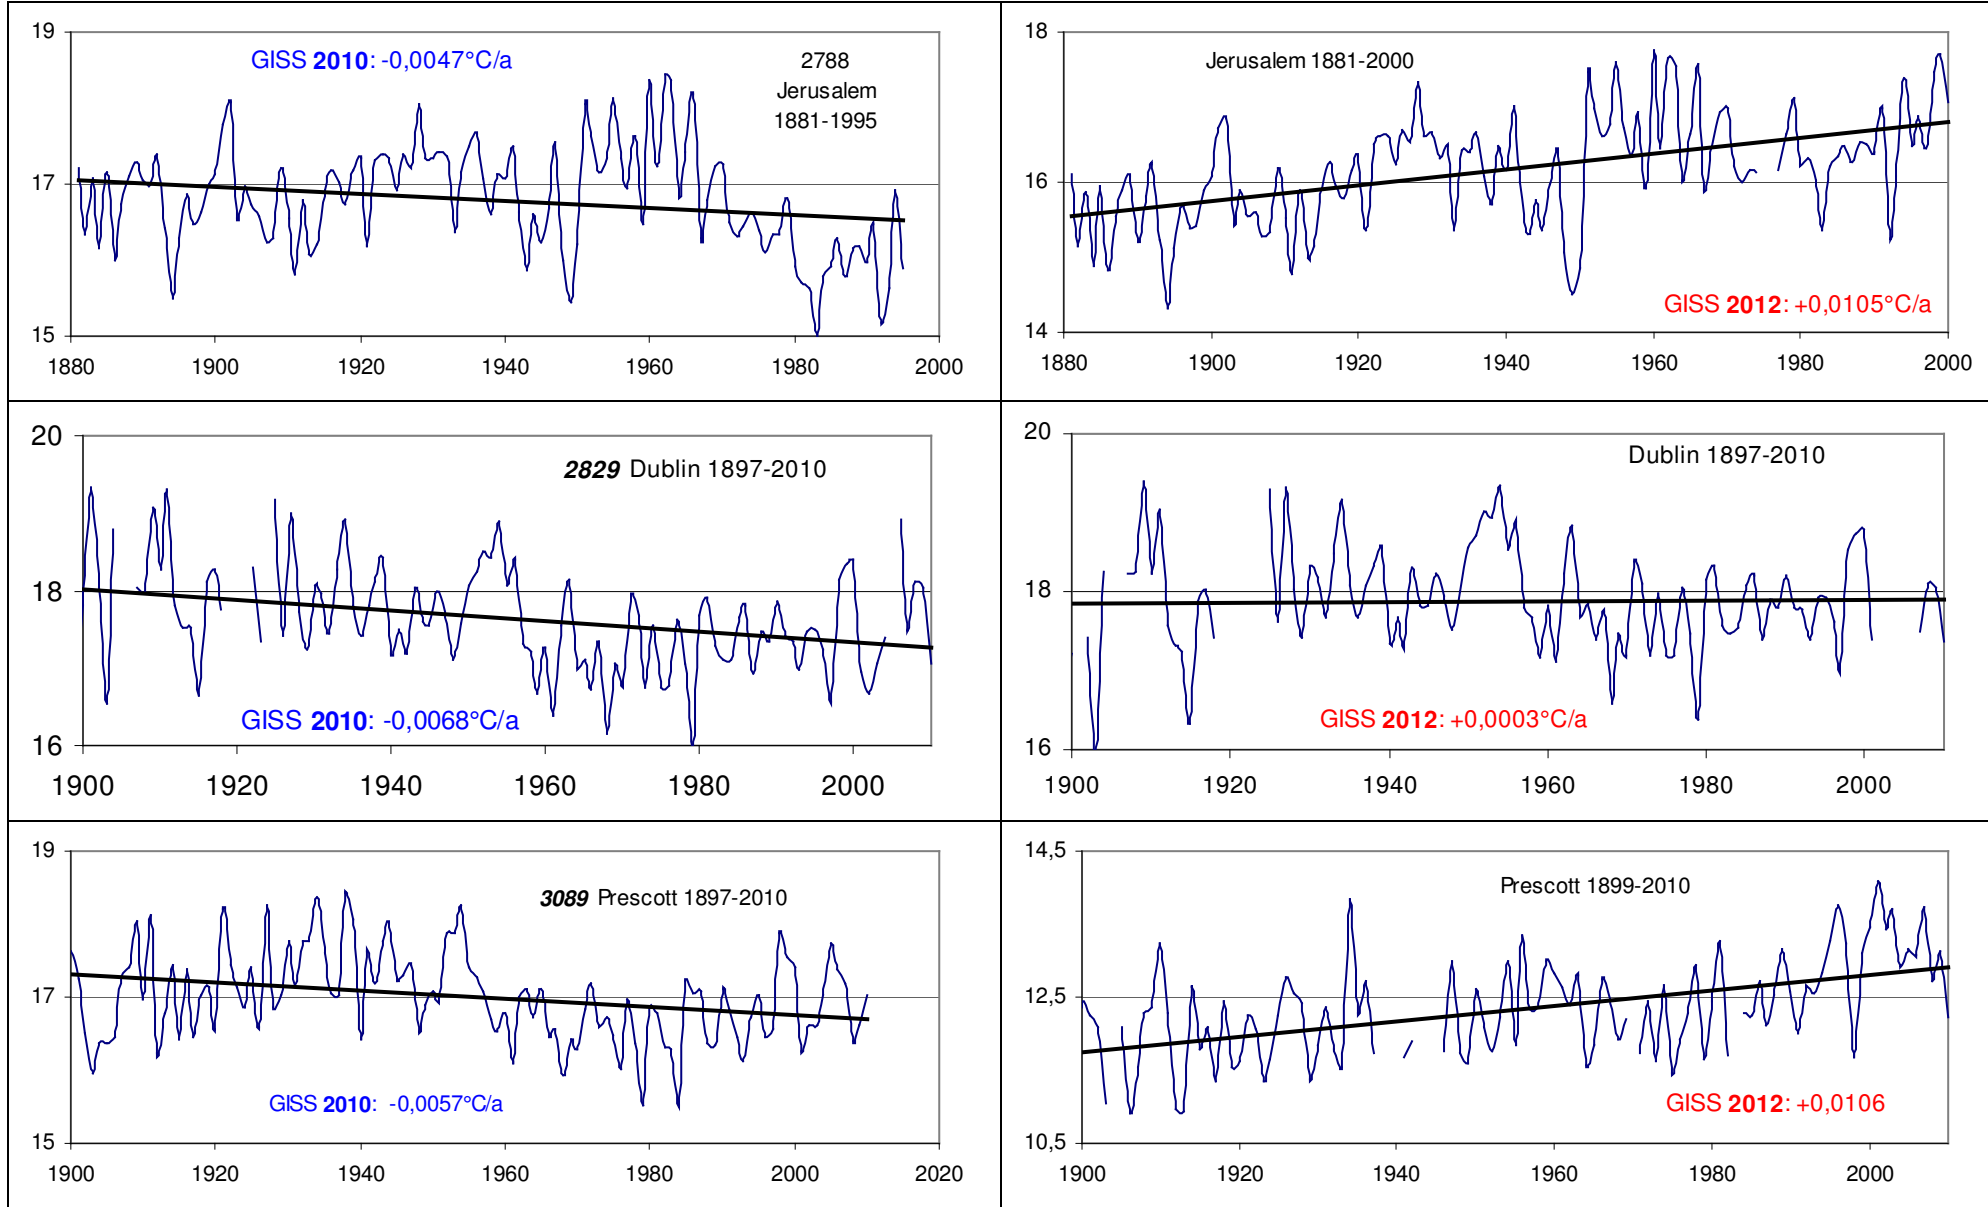 19
GISS 2010: -0,0047°C/a
2788
Jerusalem
1881-1995
17
15
1880 1900 1920 1940 1960 1980 2000
18
Jerusalem 1881-2000
16
GISS 2012: +0,0105°C/a
14
1880 1900 1920 1940 1960 1980 2000
20
2829 Dublin 1897-2010
18
GISS 2010: -0,0068°C/a
16
1900 1920 1940 1960 1980 2000
20
Dublin 1897-2010
18
GISS 2012: +0,0003°C/a
16
1900 1920 1940 1960 1980 2000
19
3089 Prescott 1897-2010
17
GISS 2010: -0,0057°C/a
15
1900 1920 1940 1960 1980 2000 2020
14,5
Prescott 1899-2010
12,5
GISS 2012: +0,0106
10,5
1900 1920 1940 1960 1980 2000